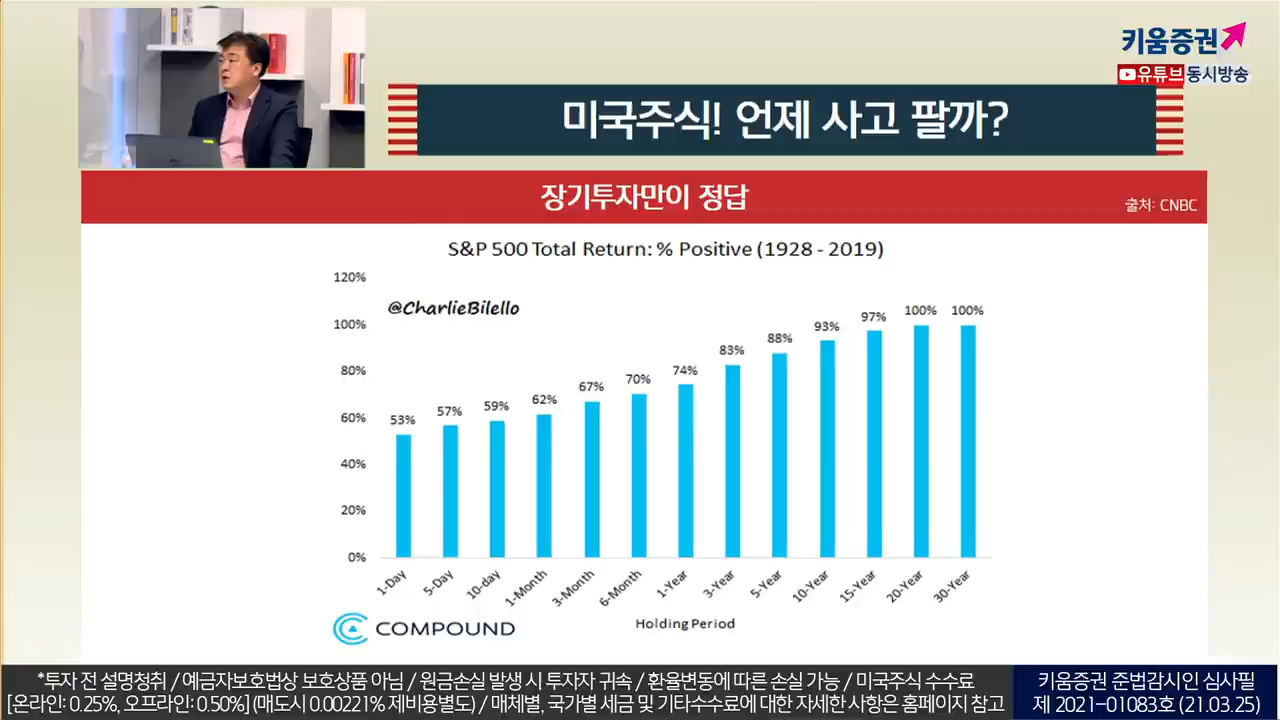 키움증권
유튜브 동시방송
미국주식! 언제 사고 팔까?
장기투자만이 정답
출처: CNBC
S&P 500 Total Return: % Positive (1928 - 2019)
@CharlieBilello
120%
100%
80%
60%
40%
20%
0%
53%
57%
59%
62%
67%
70%
74%
83%
88%
93%
97%
100%
100%
1-Day
5-Day
10-day
1-Month
3-Month
6-Month
1-Year
3-Year
5-Year
10-Year
15-Year
20-Year
30-Year
Holding Period
COMPOUND
*투자 전 설명청취 / 예금자보호법상 보호상품 아님 / 원금손실 발생 시 투자자 귀속 / 환율변동에 따른 손실 가능 / 미국주식 수수료
[온라인: 0.25%, 오프라인: 0.50%] (매도시 0.00221% 제비용별도) / 매체별, 국가별 세금 및 기타수수료에 대한 자세한 사항은 홈페이지 참고
키움증권 준법감시인 심사필
제 2021-01083호 (21.03.25)